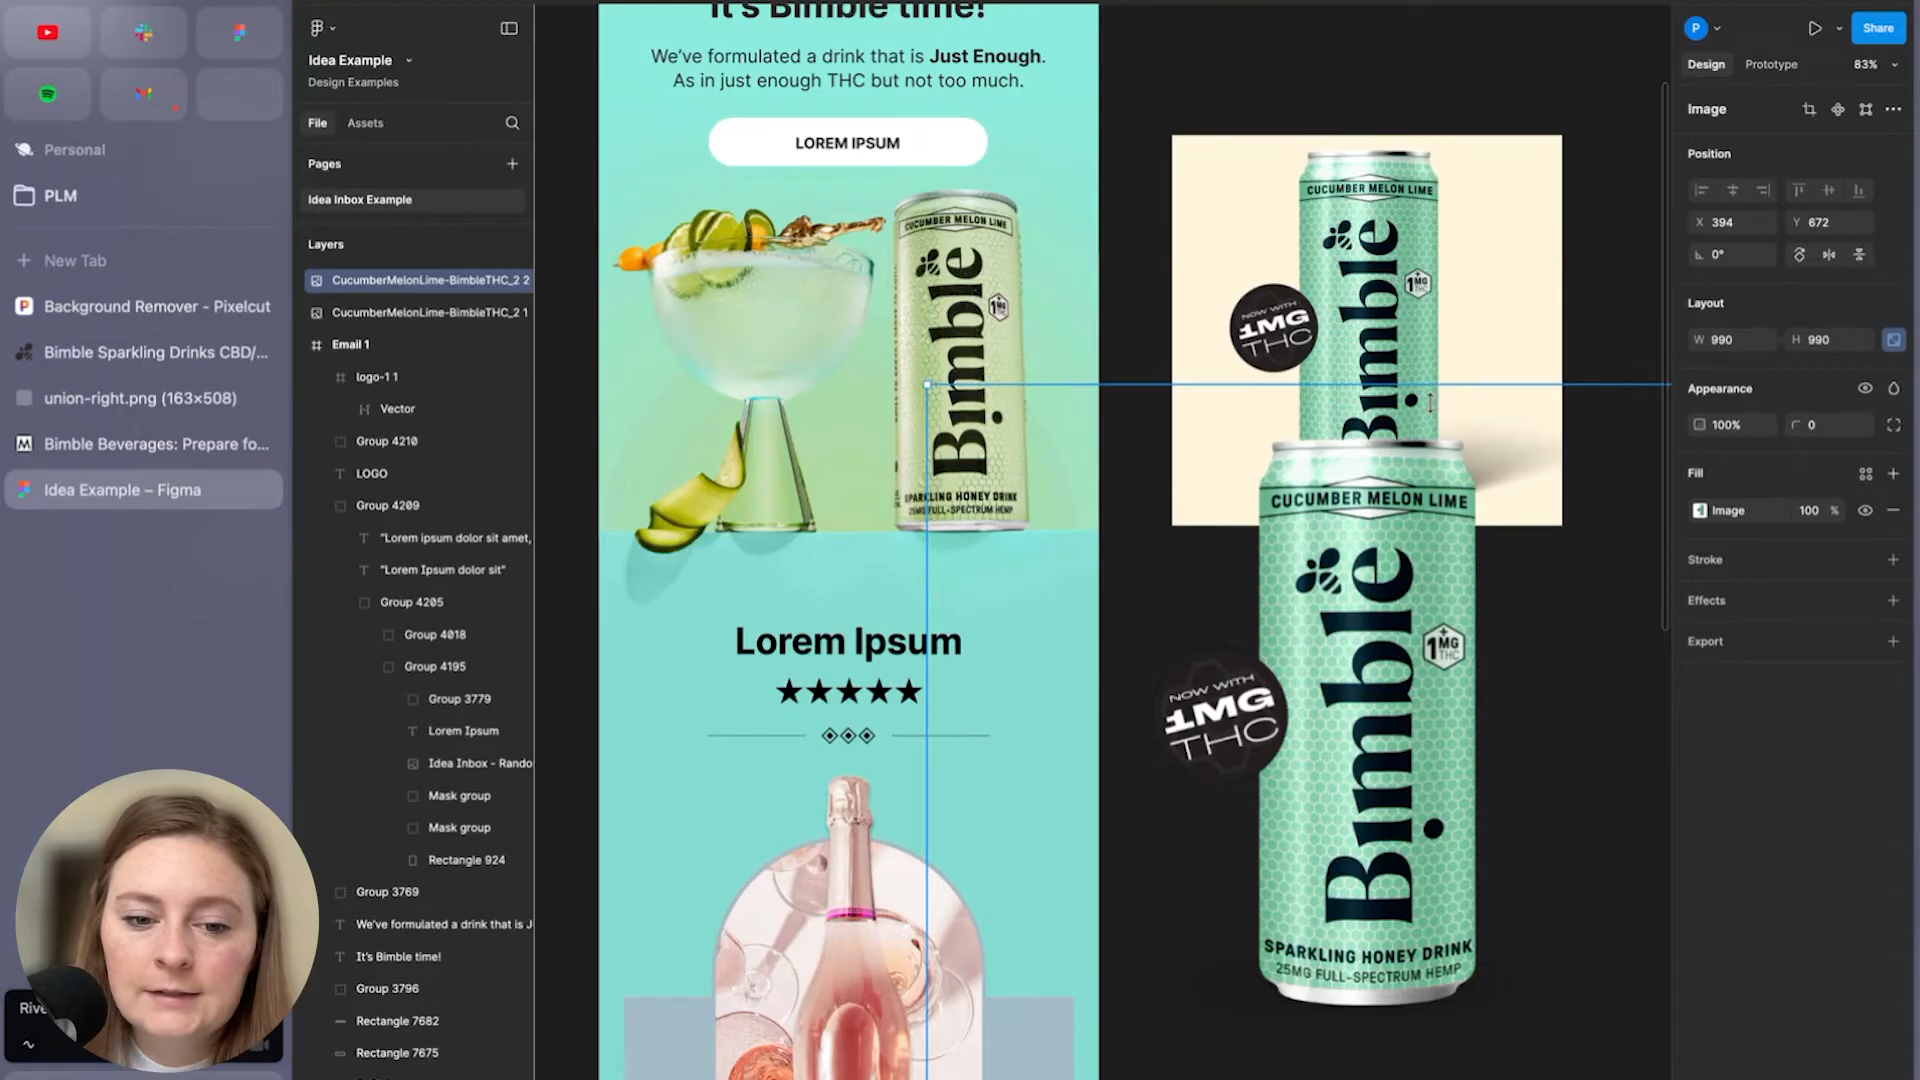 Personal
PLM
New Tab
Background Remover - Pixelcut
Bimble Sparkling Drinks CBD/...
union-right.png (163×508)
Bimble Beverages: Prepare fo...
Idea Example – Figma
Idea Example
Design Examples
File
Assets
Pages
Idea Inbox Example
Layers
CucumberMelonLime-BimbleTHC_2 2
CucumberMelonLime-BimbleTHC_2 1
Email 1
logo-1 1
Vector
Group 4210
LOGO
Group 4209
"Lorem ipsum dolor sit amet,
"Lorem Ipsum dolor sit"
Group 4205
Group 4018
Group 4195
Group 3779
Lorem Ipsum
Idea Inbox - Rando
Mask group
Mask group
Rectangle 924
Group 3769
We've formulated a drink that is J
It's Bimble time!
Group 3796
Rectangle 7682
Rectangle 7675
It's Bimble time!
We've formulated a drink that is Just Enough.
As in just enough THC but not too much.
LOREM IPSUM
CUCUMBER MELON LIME
Bimble
1MG
THC
SPARKLING HONEY DRINK
25MG FULL-SPECTRUM HEMP
Lorem Ipsum
★★★★★
CUCUMBER MELON LIME
Bimble
+
1MG
THC
NOW WITH
1MG
THC
CUCUMBER MELON LIME
Bimble
+
1MG
THC
NOW WITH
1MG
THC
SPARKLING HONEY DRINK
25MG FULL-SPECTRUM HEMP
P
Share
Design
Prototype
83%
Image
Position
X 394
Y 672
0°
Layout
W 990
H 990
Appearance
100%
0
Fill
Image
100 %
Stroke
Effects
Export